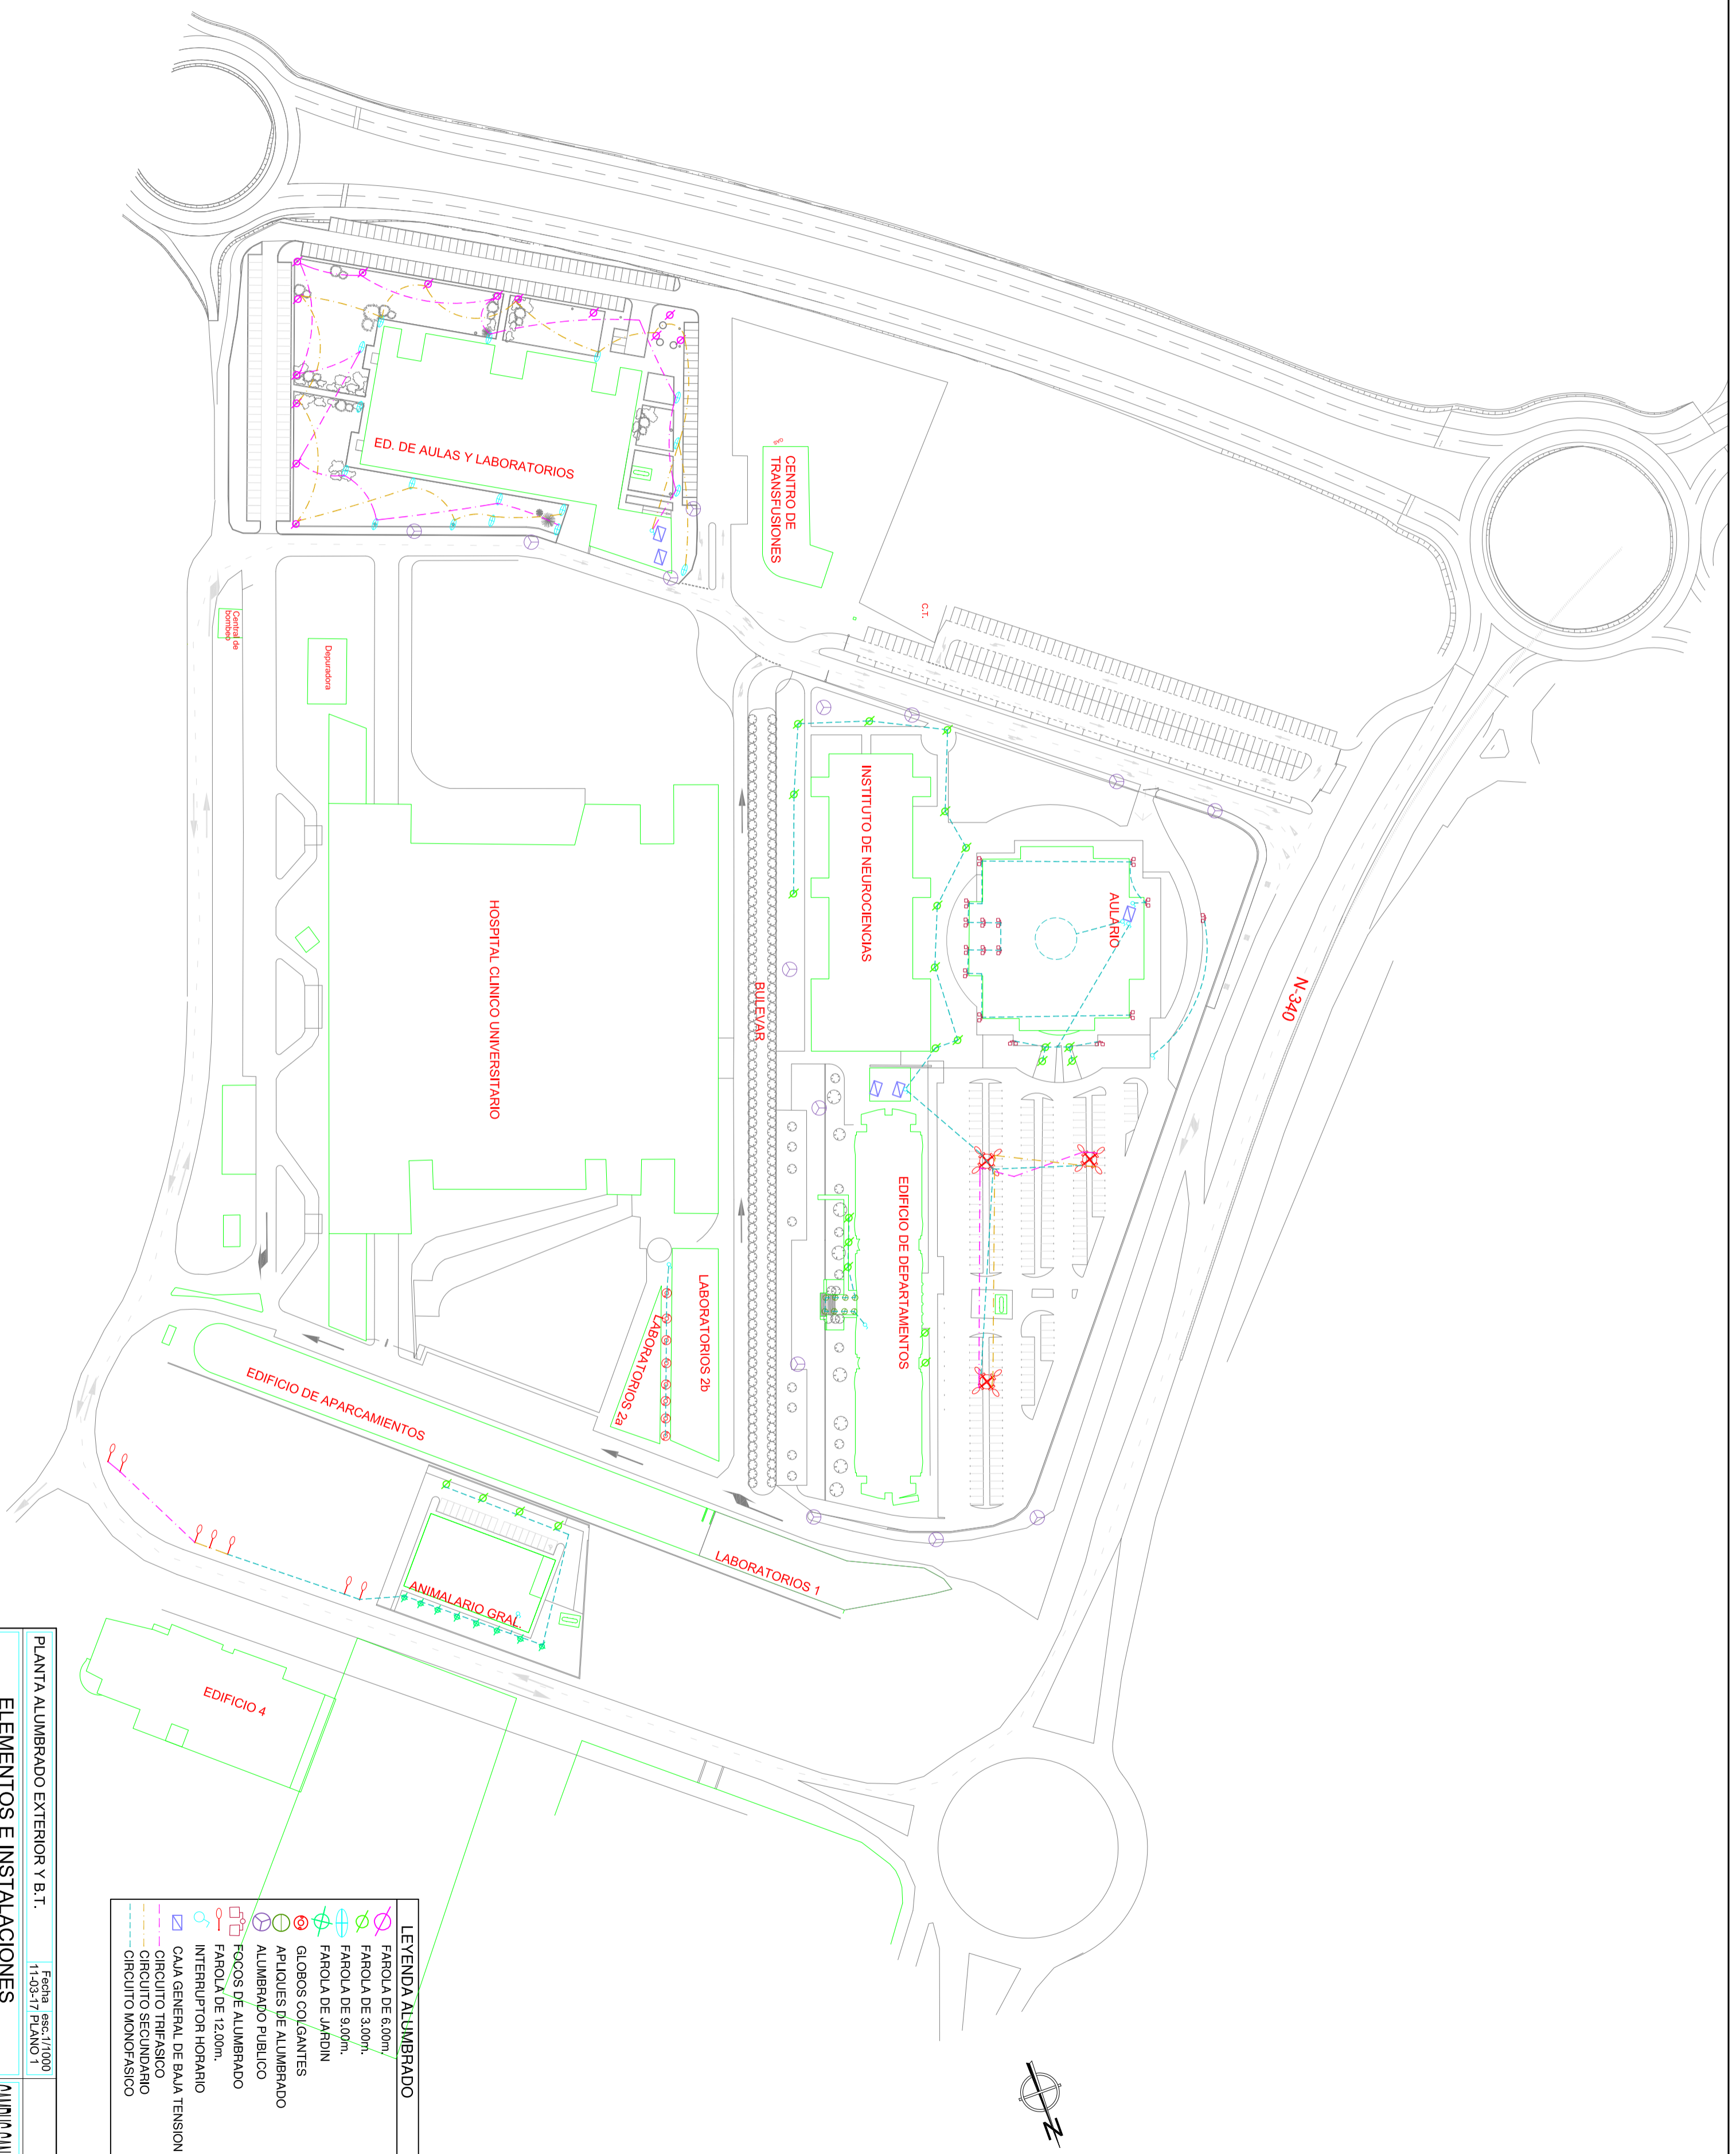 ED. DE AULAS Y LABORATORIOS
GAS
CENTRO DE
TRANSFUSIONES
C.T.
Central de
bombeo
Depuradora
INSTITUTO DE NEUROCIENCIAS
AULARIO
N-340
HOSPITAL CLINICO UNIVERSITARIO
BULEVAR
EDIFICIO DE DEPARTAMENTOS
LABORATORIOS 2b
LABORATORIOS 2a
EDIFICIO DE APARCAMIENTOS
LABORATORIOS 1
ANIMALARIO GRAL.
EDIFICIO 4
N
LEYENDA ALUMBRADO
FAROLA DE 6.00m.
FAROLA DE 3.00m.
FAROLA DE 9.00m.
FAROLA DE JARDIN
GLOBOS COLGANTES
APLIQUES DE ALUMBRADO
ALUMBRADO PUBLICO
FOCOS DE ALUMBRADO
FAROLA DE 12.00m.
INTERRUPTOR HORARIO
CAJA GENERAL DE BAJA TENSION
CIRCUITO TRIFASICO
CIRCUITO SECUNDARIO
CIRCUITO MONOFASICO
PLANTA ALUMBRADO EXTERIOR Y B.T.
Fecha esc.1/1000
11-03-17 PLANO 1
ELEMENTOS E INSTALACIONES